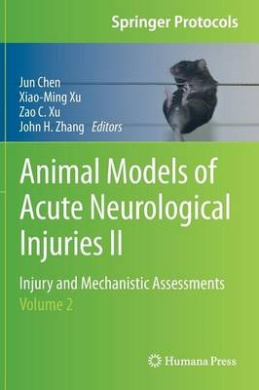 Springer Protocols
Jun Chen
Xiao-Ming Xu
Zao C. Xu
John H. Zhang Editors
Animal Models of
Acute Neurological
Injuries II
Injury and Mechanistic Assessments
Volume 2
Humana Press